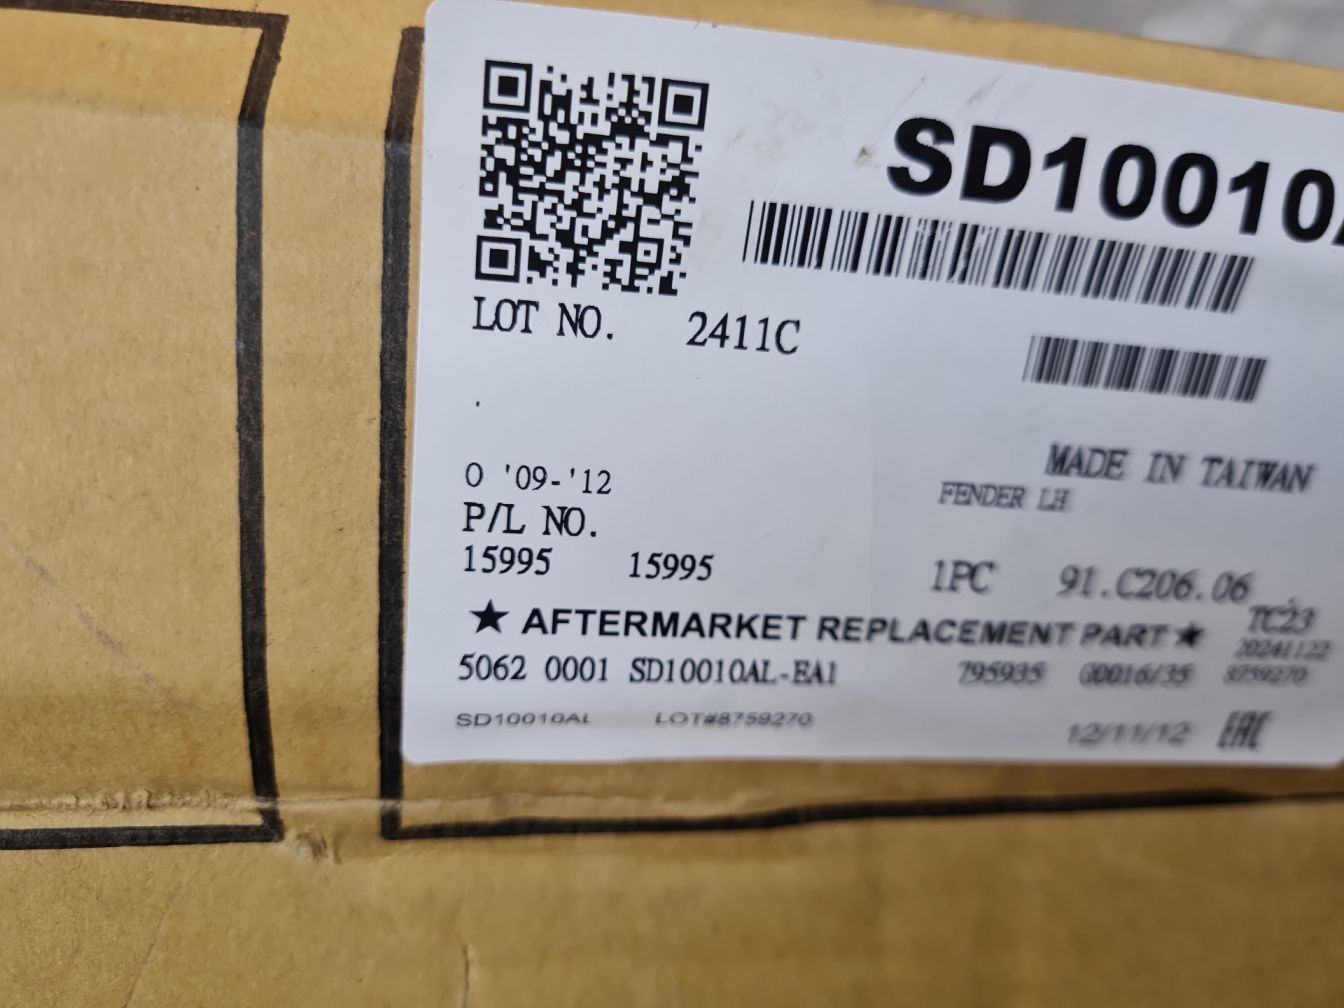 SD10010
LOT NO. 2411C
.
O '09-'12
MADE IN TAIWAN
FENDER LH
P/L NO.
15995 15995
1PC 91.C206.06
TC23
★ AFTERMARKET REPLACEMENT PART ★
20241122
5062 0001 SD10010AL-EA1 795935 G0016/35 8759270
SD10010AL LOT#8759270
12/11/12 EAC